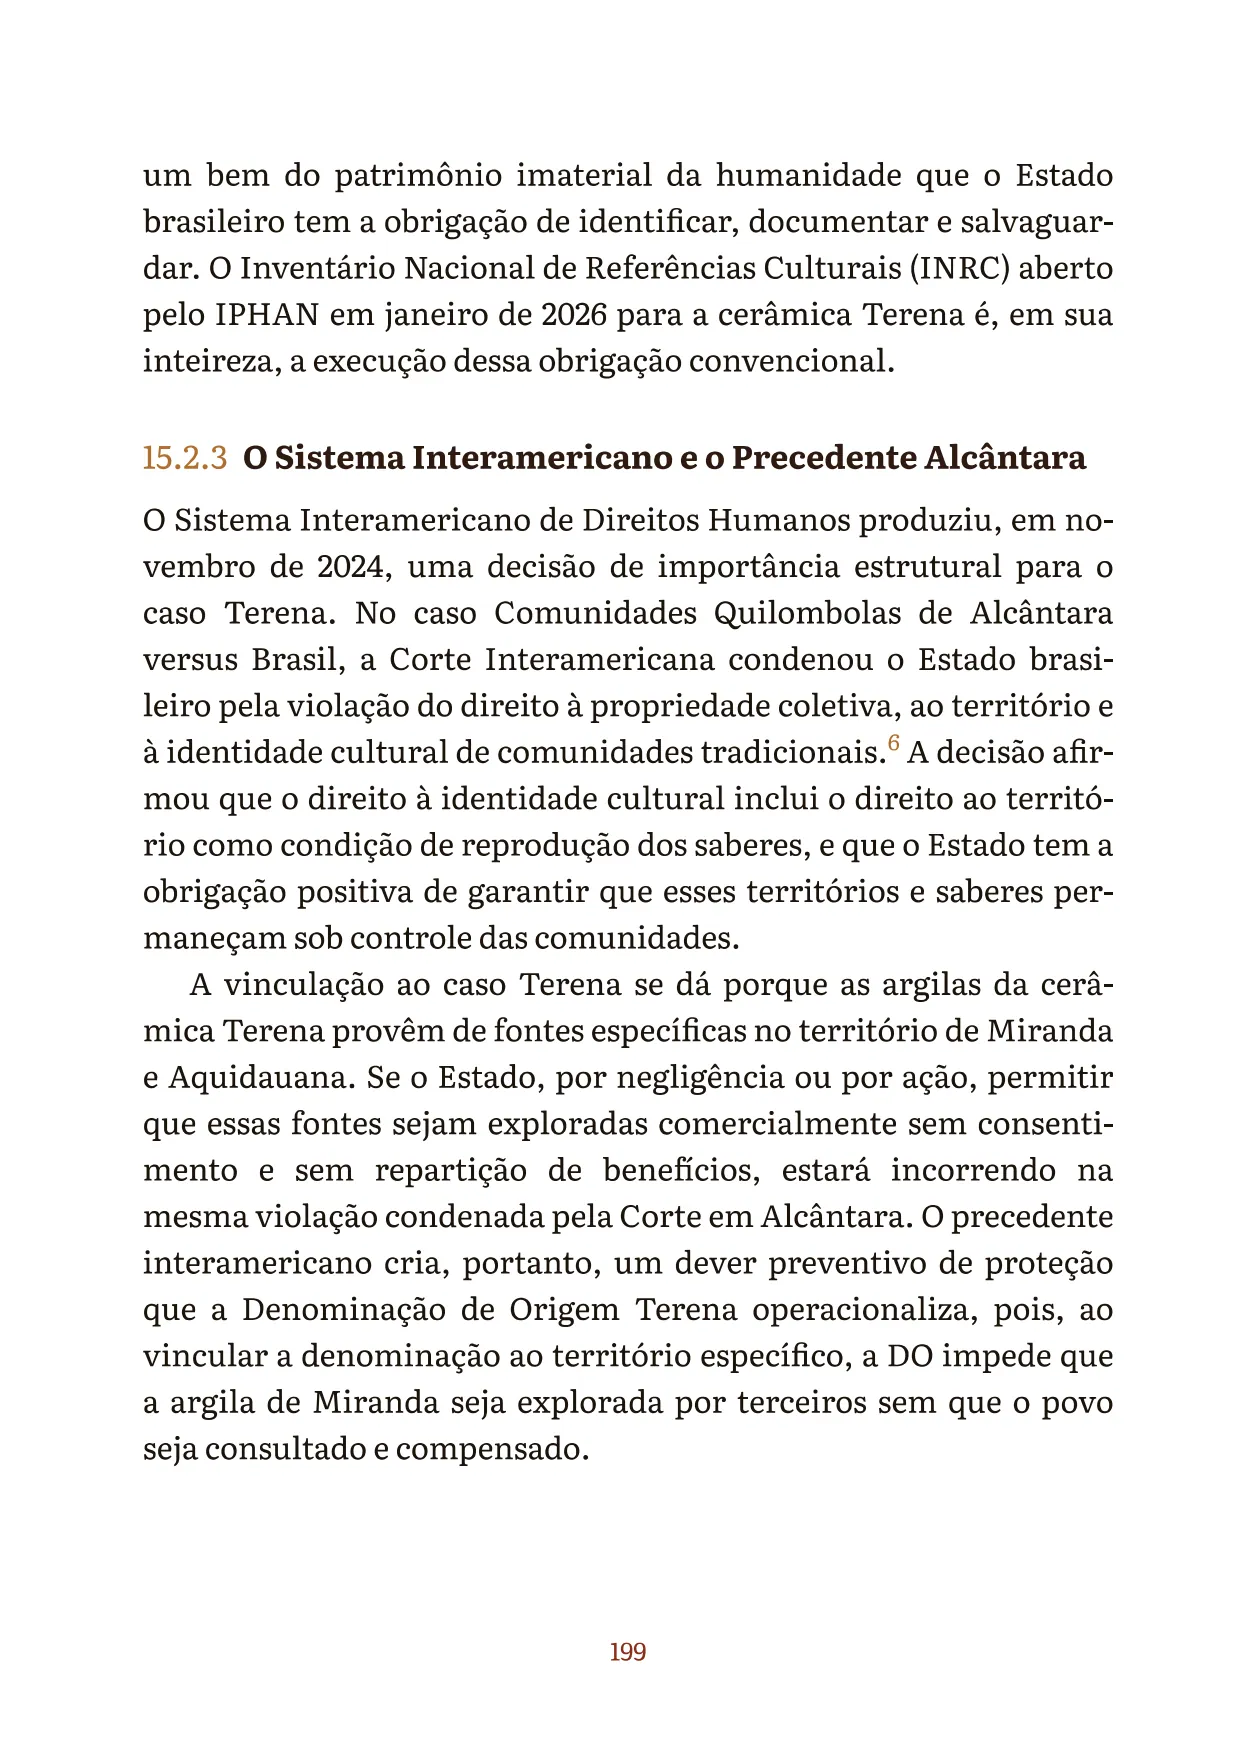 um bem do patrimônio imaterial da humanidade que o Estado
brasileiro tem a obrigação de identificar, documentar e salvaguar-
dar. O Inventário Nacional de Referências Culturais (INRC) aberto
pelo IPHAN em janeiro de 2026 para a cerâmica Terena é, em sua
inteireza, a execução dessa obrigação convencional.
15.2.3 O Sistema Interamericano e o Precedente Alcântara
O Sistema Interamericano de Direitos Humanos produziu, em no-
vembro de 2024, uma decisão de importância estrutural para o
caso Terena. No caso Comunidades Quilombolas de Alcântara
versus Brasil, a Corte Interamericana condenou o Estado brasi-
leiro pela violação do direito à propriedade coletiva, ao território e
à identidade cultural de comunidades tradicionais.6 A decisão afir-
mou que o direito à identidade cultural inclui o direito ao territó-
rio como condição de reprodução dos saberes, e que o Estado tem a
obrigação positiva de garantir que esses territórios e saberes per-
maneçam sob controle das comunidades.
A vinculação ao caso Terena se dá porque as argilas da cerâ-
mica Terena provêm de fontes específicas no território de Miranda
e Aquidauana. Se o Estado, por negligência ou por ação, permitir
que essas fontes sejam exploradas comercialmente sem consenti-
mento e sem repartição de benefícios, estará incorrendo na
mesma violação condenada pela Corte em Alcântara. O precedente
interamericano cria, portanto, um dever preventivo de proteção
que a Denominação de Origem Terena operacionaliza, pois, ao
vincular a denominação ao território específico, a DO impede que
a argila de Miranda seja explorada por terceiros sem que o povo
seja consultado e compensado.
199